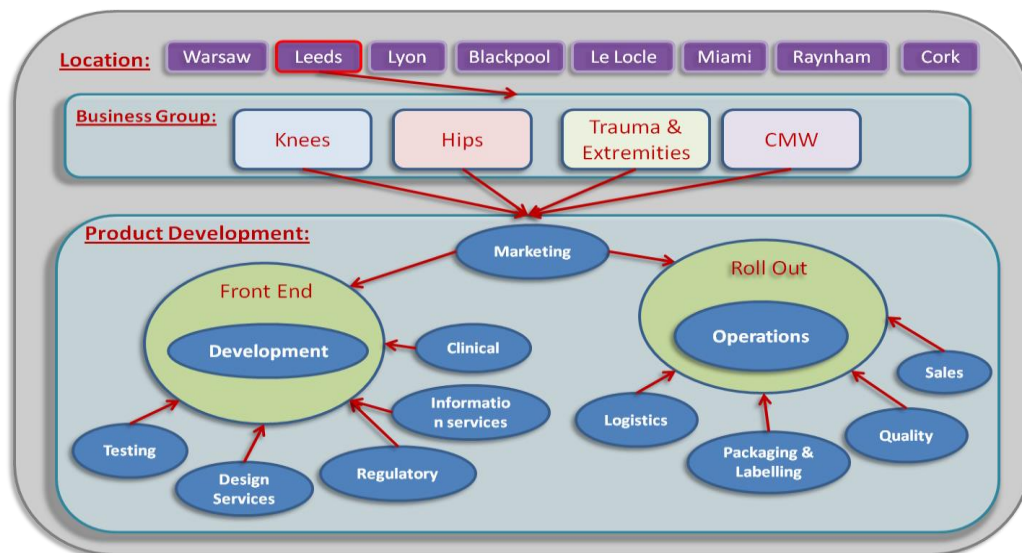 Location:
Warsaw
Leeds
Lyon
Blackpool
Le Locle
Miami
Raynham
Cork
Business Group:
Knees
Hips
Trauma &
Extremities
CMW
Product Development:
Marketing
Front End
Development
Clinical
Informatio
n services
Regulatory
Design
Services
Testing
Roll Out
Operations
Sales
Quality
Packaging &
Labelling
Logistics